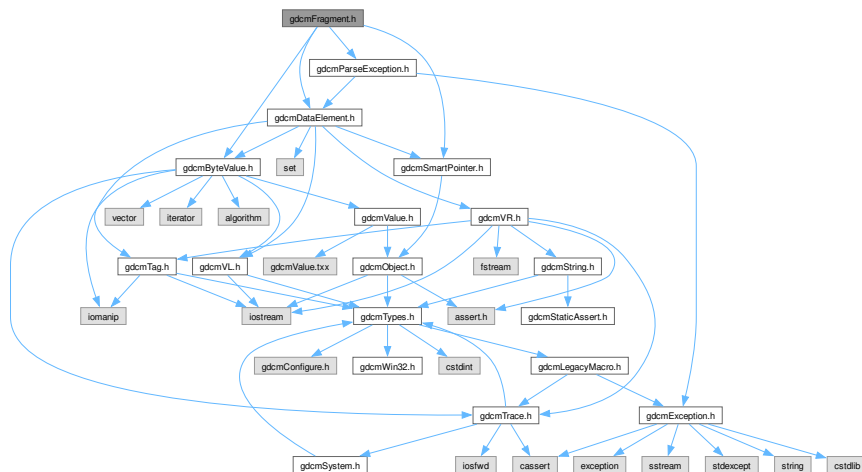 gdcmFragment.h
gdcmParseException.h
gdcmDataElement.h
gdcmByteValue.h
set
gdcmSmartPointer.h
vector
iterator
algorithm
gdcmValue.h
gdcmVR.h
gdcmTag.h
gdcmVL.h
gdcmValue.txx
gdcmObject.h
fstream
gdcmString.h
iomanip
iostream
gdcmTypes.h
assert.h
gdcmStaticAssert.h
gdcmConfigure.h
gdcmWin32.h
cstdint
gdcmLegacyMacro.h
gdcmTrace.h
gdcmException.h
gdcmSystem.h
iosfwd
cassert
exception
sstream
stdexcept
string
cstdlib